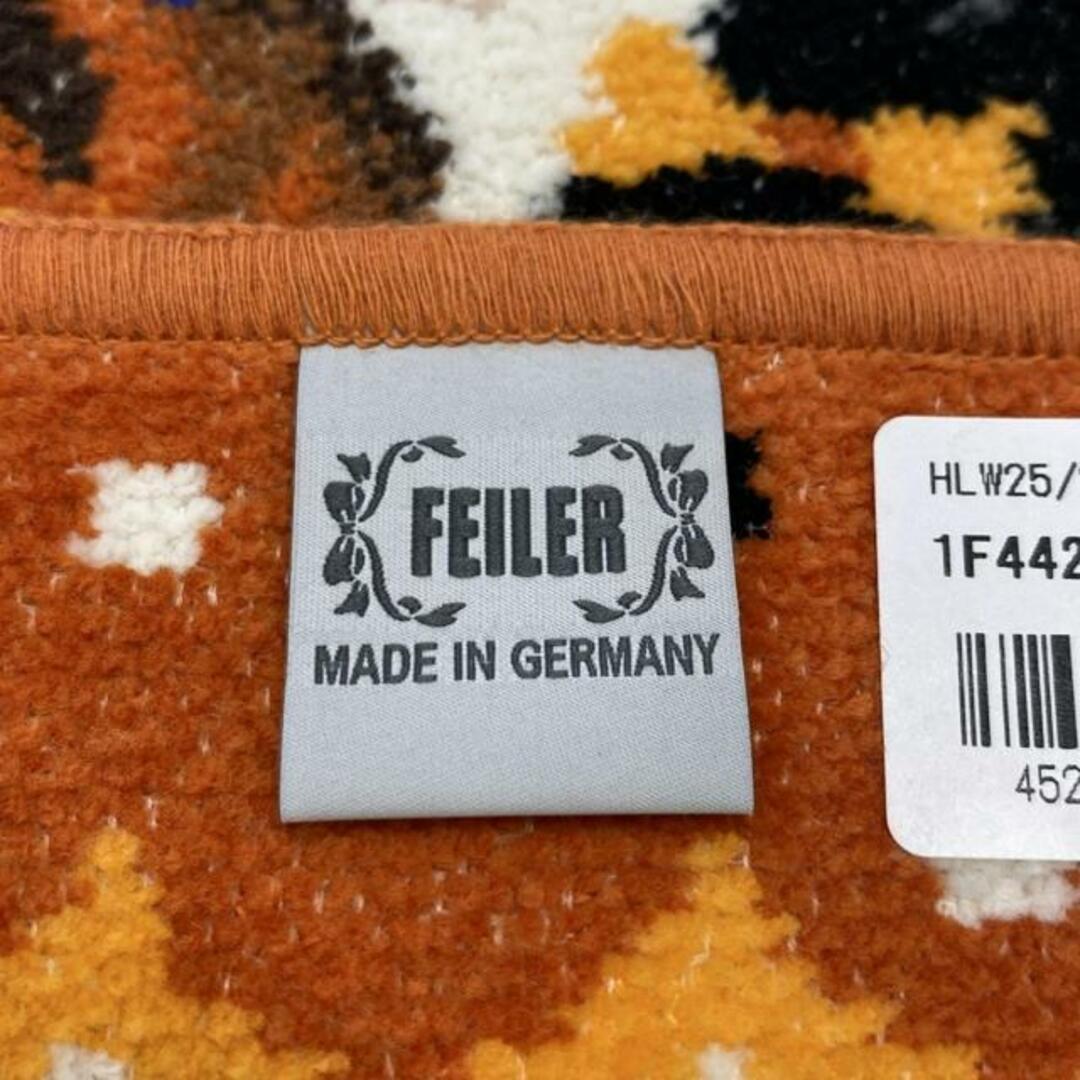 FEILER
MADE IN GERMANY
HLW25/
1F442
452